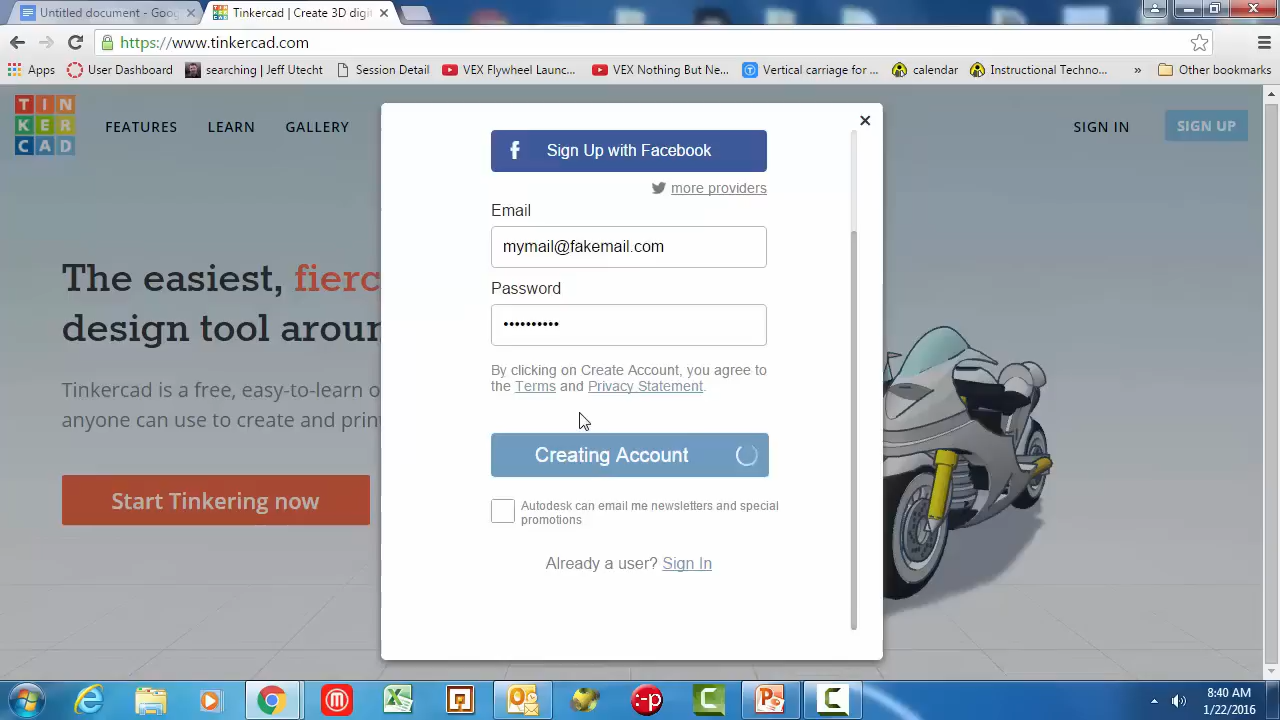 Untitled document - Goog
Tinkercad | Create 3D digit
https://www.tinkercad.com
Apps
User Dashboard
searching | Jeff Utecht
Session Detail
VEX Flywheel Launc...
VEX Nothing But Ne...
Vertical carriage for ...
calendar
Instructional Techno...
»
Other bookmarks
TIN
KER
CAD
FEATURES
LEARN
GALLERY
SIGN IN
SIGN UP
Sign Up with Facebook
more providers
Email
mymail@fakemail.com
Password
••••••••••
By clicking on Create Account, you agree to
the Terms and Privacy Statement.
Creating Account
Autodesk can email me newsletters and special
promotions
Already a user? Sign In
The easiest, fierc
design tool aroun
Tinkercad is a free, easy-to-learn o
anyone can use to create and prin
Start Tinkering now
8:40 AM
1/22/2016